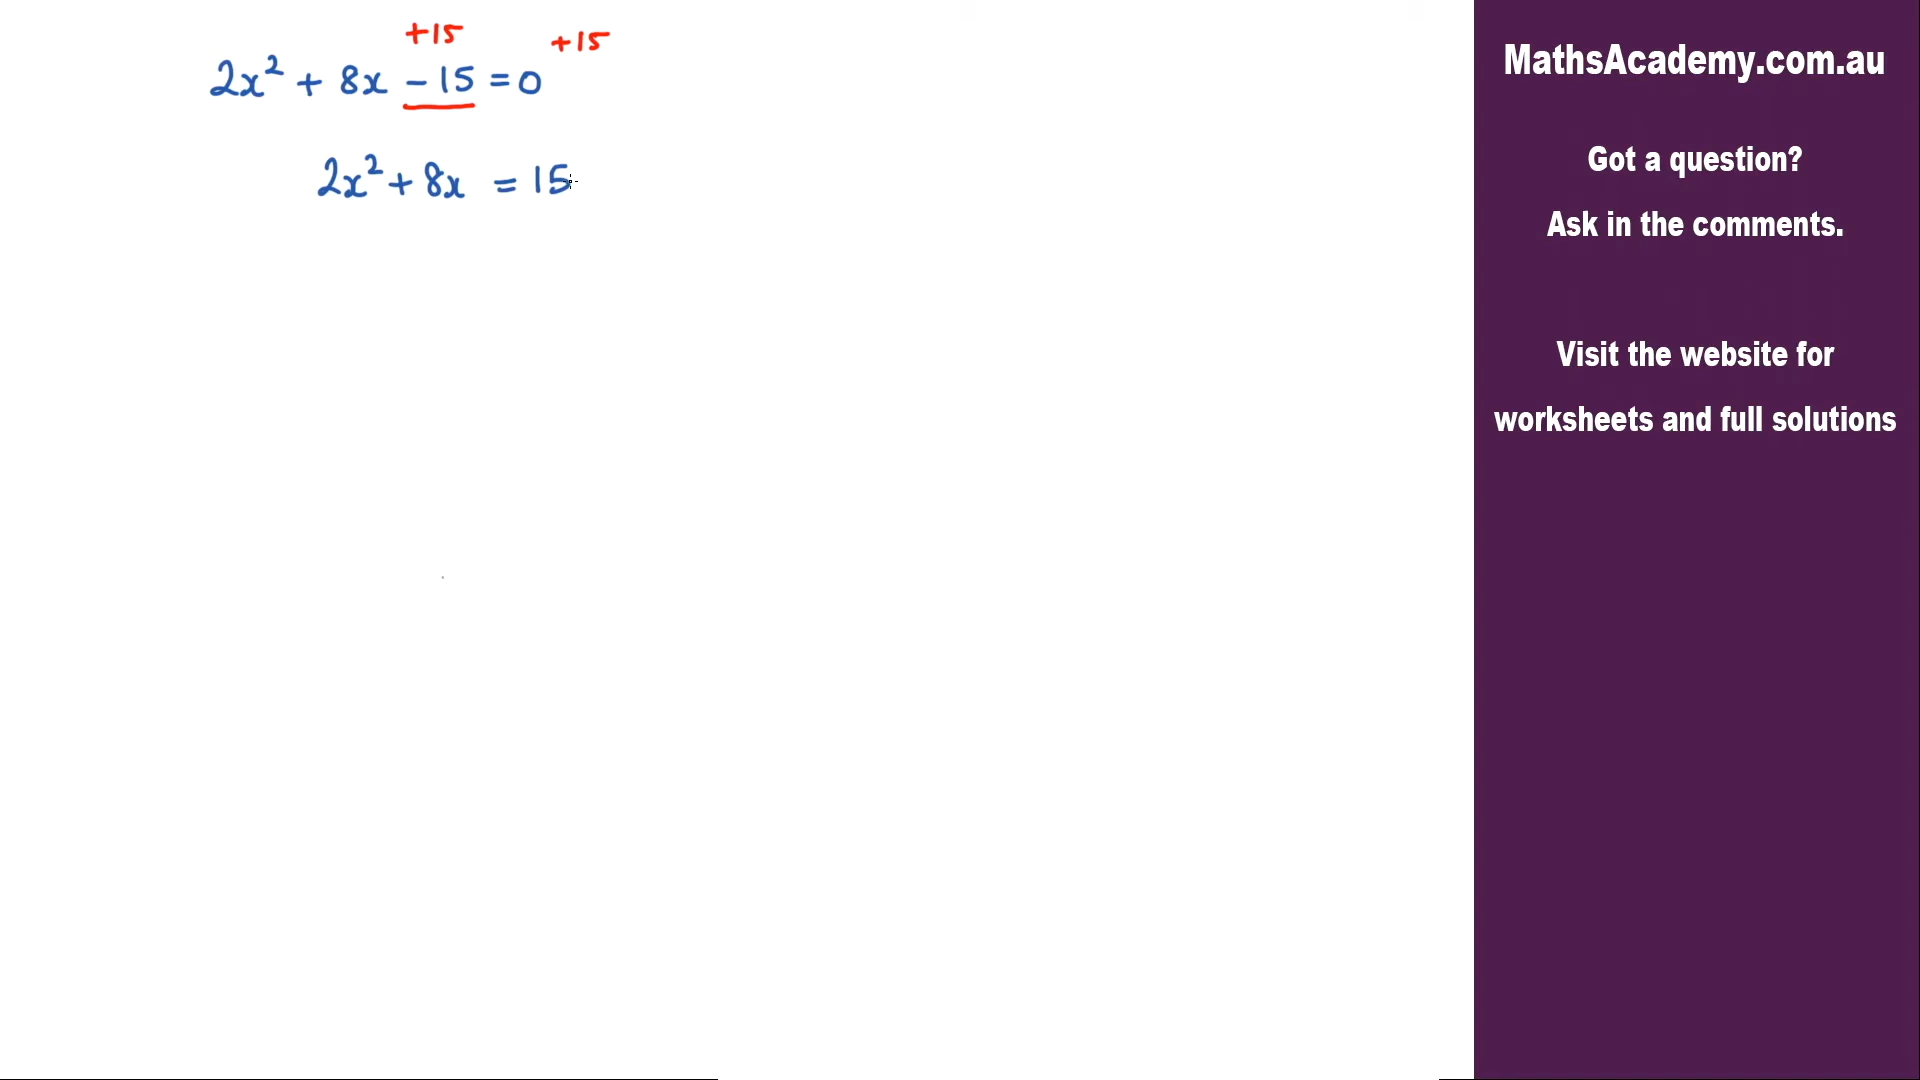 +15 +15
2x² + 8x - 15 = 0
2x² + 8x = 15
MathsAcademy.com.au
Got a question?
Ask in the comments.
Visit the website for
worksheets and full solutions